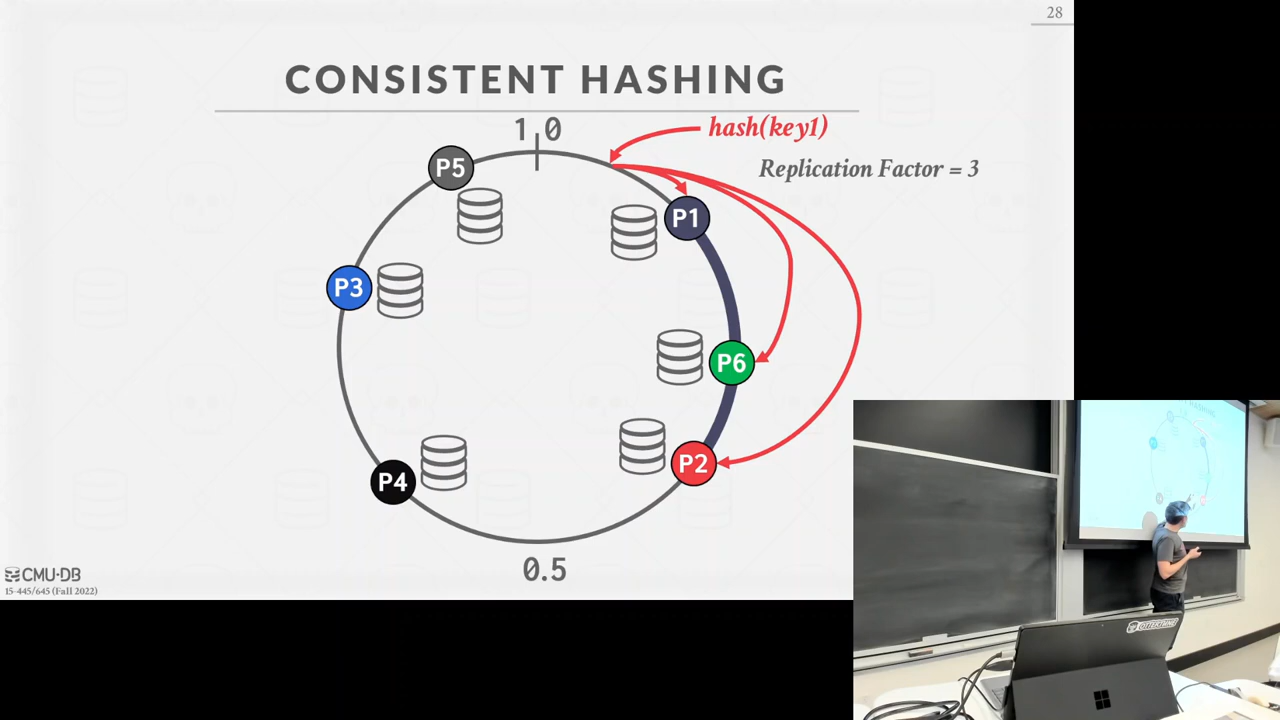 28
CONSISTENT HASHING
1 0
hash(key1)
Replication Factor = 3
P5
P1
P3
P6
P2
P4
0.5
CMU·DB
15-445/645 (Fall 2022)